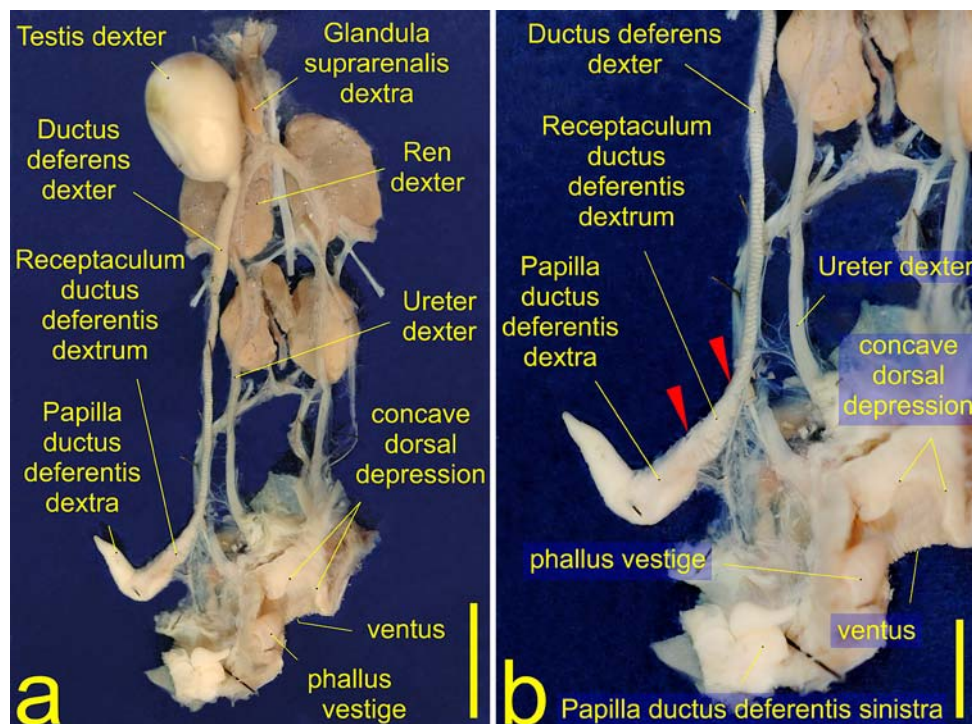 Testis dexter
Glandula
suprarenalis
dextra
Ductus
deferens
dexter
Ren
dexter
Receptaculum
ductus
deferentis
dextrum
Ureter
dexter
Papilla
ductus
deferentis
dextra
concave
dorsal
depression
ventus
phallus
vestige
a
Ductus deferens
dexter
Receptaculum
ductus
deferentis
dextrum
Papilla
ductus
deferentis
dextra
Ureter dexter
concave
dorsal
depression
phallus vestige
ventus
Papilla ductus deferentis sinistra
b